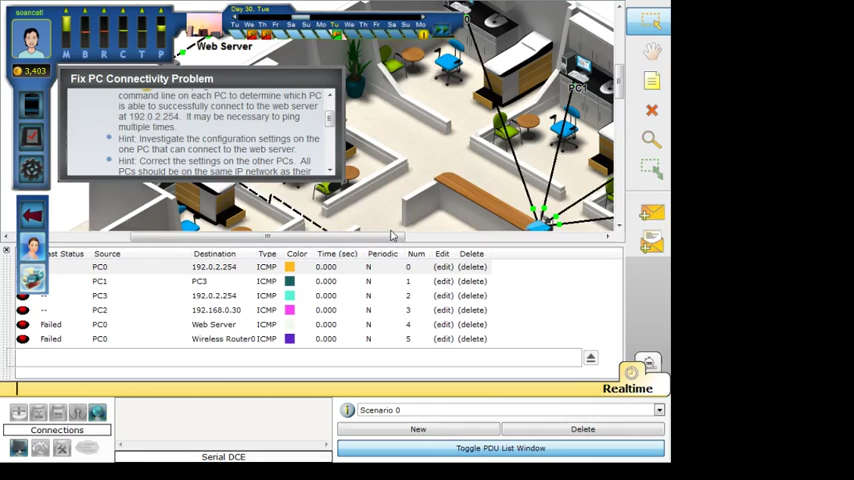 soancatl
Day 30, Tue
Tu We Th Fr Sa Su Mo Tu We Th Fr Sa Su Mo
M B R C T P
3,403
Web Server
PC1
Fix PC Connectivity Problem
command line on each PC to determine which PC
is able to successfully connect to the web server
at 192.0.2.254. It may be necessary to ping
multiple times.
Hint: Investigate the configuration settings on the
one PC that can connect to the web server.
Hint: Correct the settings on the other PCs. All
PCs should be on the same IP network as their
ast Status Source Destination Type Color Time (sec) Periodic Num Edit Delete
PC0 192.0.2.254 ICMP 0.000 N 0 (edit) (delete)
PC1 PC3 ICMP 0.000 N 1 (edit) (delete)
-- PC3 192.0.2.254 ICMP 0.000 N 2 (edit) (delete)
-- PC2 192.168.0.30 ICMP 0.000 N 3 (edit) (delete)
Failed PC0 Web Server ICMP 0.000 N 4 (edit) (delete)
Failed PC0 Wireless Router0 ICMP 0.000 N 5 (edit) (delete)
Realtime
Connections
Serial DCE
Scenario 0
New Delete
Toggle PDU List Window